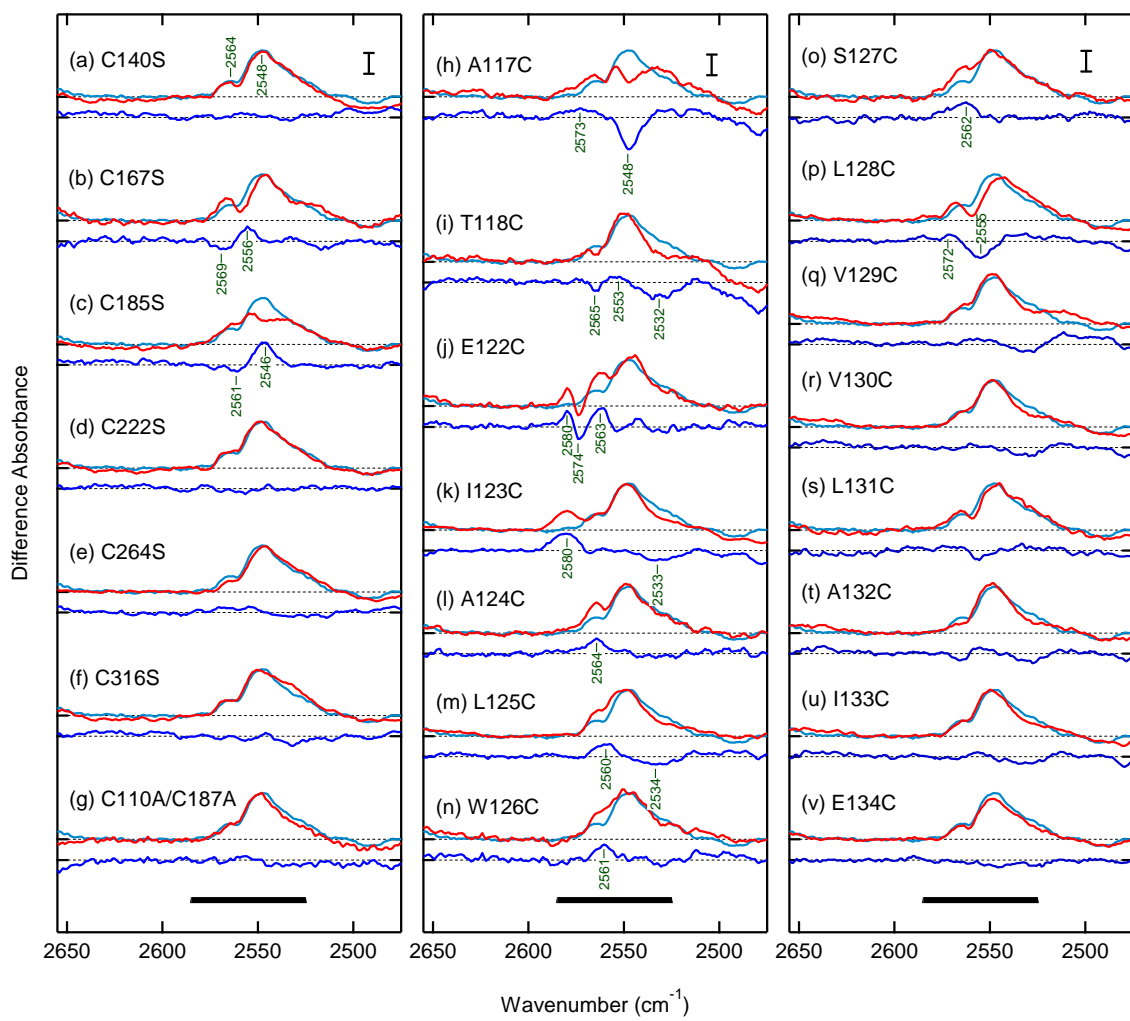 Difference Absorbance
(a) C140S
2564
2548
(b) C167S
2569
2556
(c) C185S
2561
2546
(d) C222S
(e) C264S
(f) C316S
(g) C110A/C187A
2650
2600
2550
2500
(h) A117C
2573
2548
(i) T118C
2565
2553
2532
(j) E122C
2580
2574
2563
(k) I123C
2580
2533
(l) A124C
2564
(m) L125C
2560
2534
(n) W126C
2561
2650
2600
2550
2500
(o) S127C
2562
(p) L128C
2572
2555
(q) V129C
(r) V130C
(s) L131C
(t) A132C
(u) I133C
(v) E134C
2650
2600
2550
2500
Wavenumber (cm⁻¹)